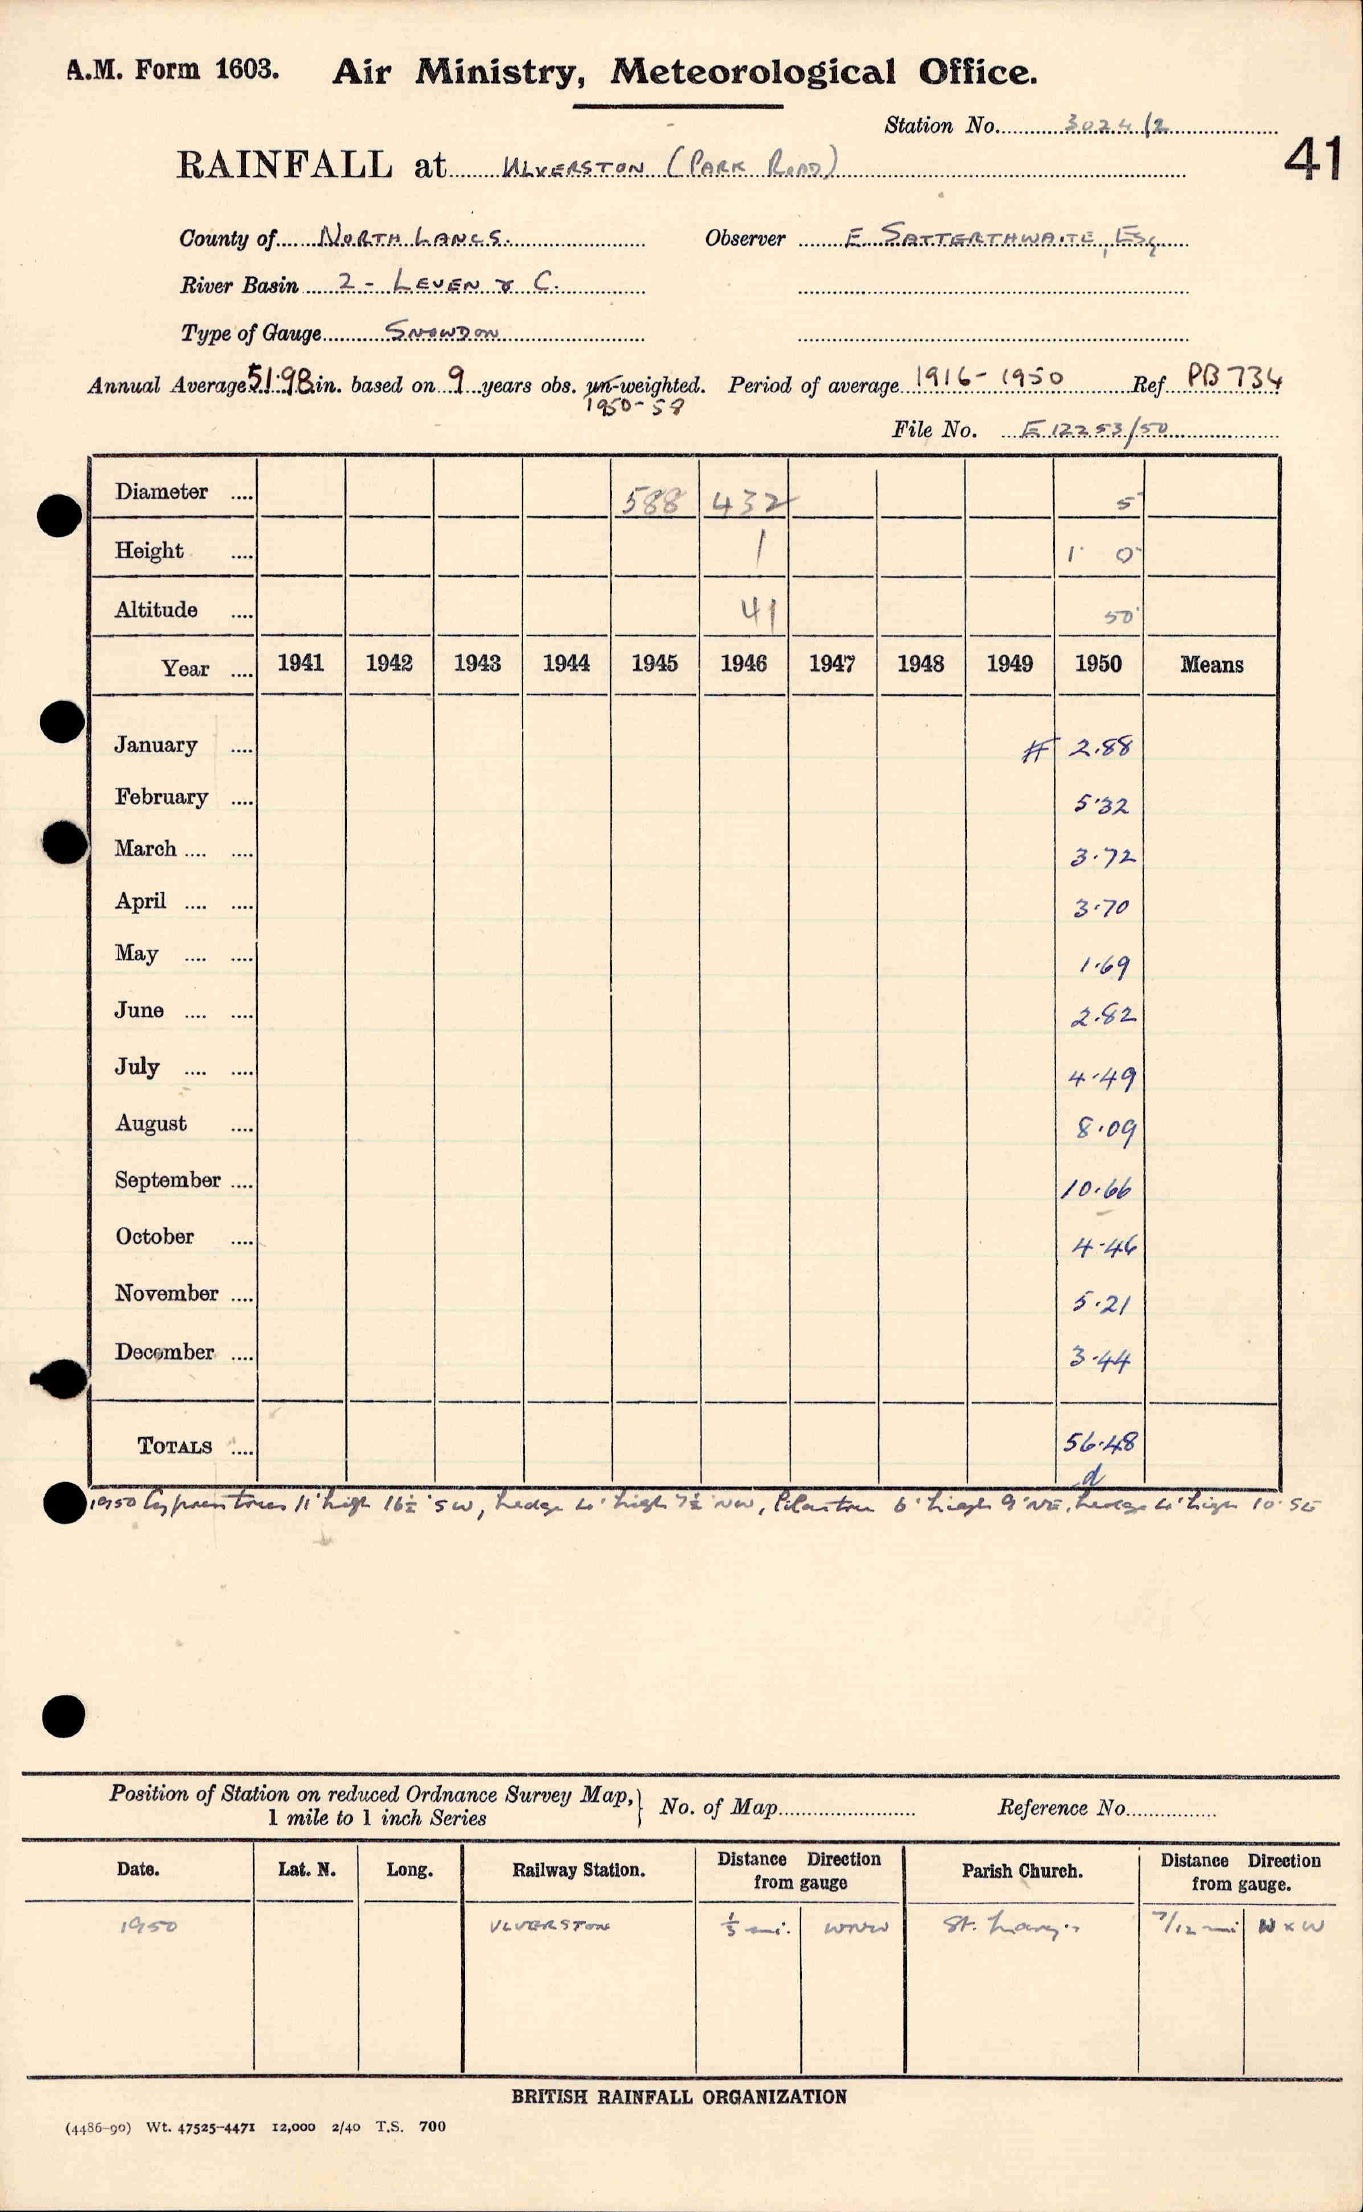 A.M. Form 1603. Air Ministry, Meteorological Office.
Station No. 3024/2
41
RAINFALL at ULVERSTON (PARK ROAD)
County of NORTH LANCS. Observer E. SATTERTHWAITE, ESQ
River Basin 2 - LEVEN & C.
Type of Gauge SNOWDON
Annual Average 51.98 in. based on 9 years obs. un-weighted. Period of average 1916 - 1950 Ref PB 734
1950-58
File No. E 12253/50
Diameter .... 588 432 5
Height .... 1 1 0
Altitude .... 41 50
Year .... 1941 1942 1943 1944 1945 1946 1947 1948 1949 1950 Means
January .... # 2.88
February .... 5.32
March .... .... 3.72
April .... .... 3.70
May .... .... 1.69
June .... .... 2.82
July .... .... 4.49
August .... 8.09
September .... 10.66
October .... 4.46
November .... 5.21
December .... 3.44
TOTALS .... 56.48
d
1950 Cypress trees 11' high 16½' SW, hedge 4' high 7½' NW, 6' high 9' NE, hedge 4' high 10' SE
Position of Station on reduced Ordnance Survey Map, } No. of Map Reference No.
1 mile to 1 inch Series
Date. Lat. N. Long. Railway Station. Distance Direction from gauge Parish Church. Distance Direction from gauge.
1950 ULVERSTON ⅓ mi. WNW St. Mary's 7/12 mi N x W
BRITISH RAINFALL ORGANIZATION
(4486-90) Wt. 47525-4471 12,000 2/40 T.S. 700